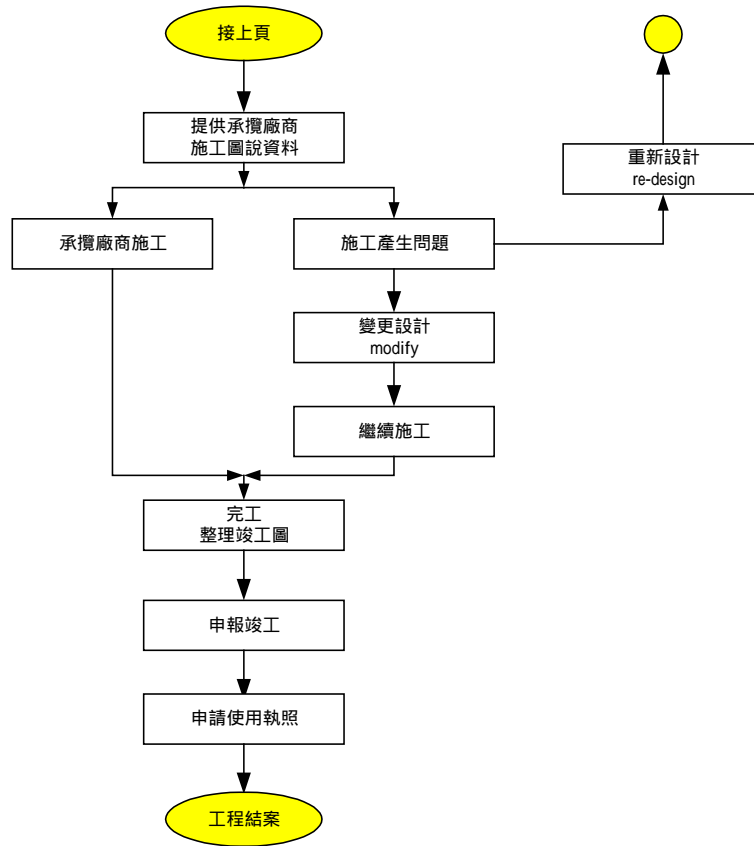 接上頁
提供承攬廠商
施工圖說資料
重新設計
re-design
承攬廠商施工
施工產生問題
變更設計
modify
繼續施工
完工
整理竣工圖
申報竣工
申請使用執照
工程結案